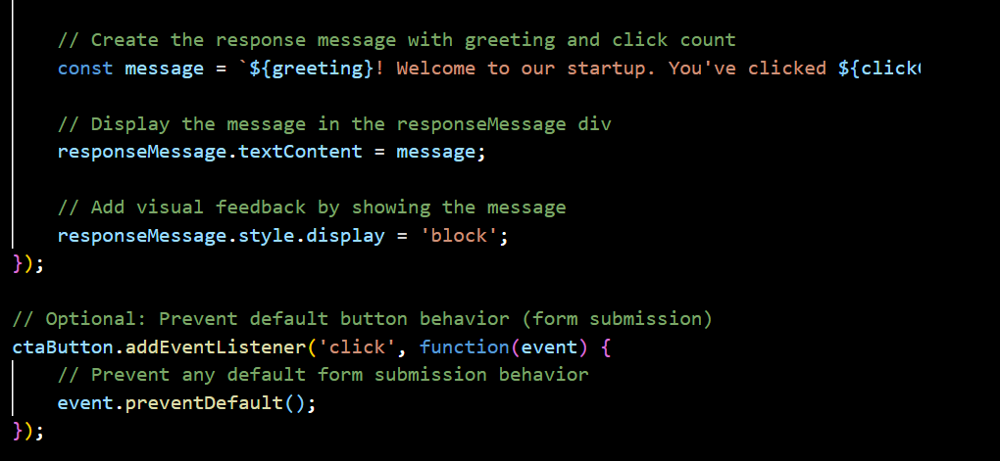 // Create the response message with greeting and click count
const message = `${greeting}! Welcome to our startup. You've clicked ${click
// Display the message in the responseMessage div
responseMessage.textContent = message;
// Add visual feedback by showing the message
responseMessage.style.display = 'block';
});
// Optional: Prevent default button behavior (form submission)
ctaButton.addEventListener('click', function(event) {
// Prevent any default form submission behavior
event.preventDefault();
});